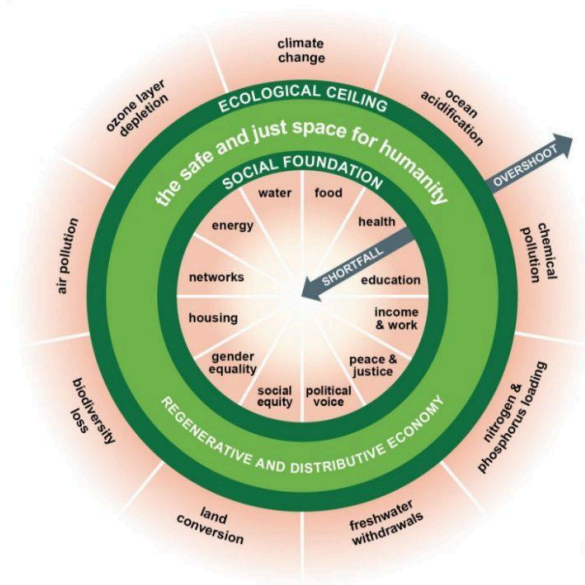 climate
change
ocean
acidification
chemical
pollution
nitrogen &
phosphorus loading
freshwater
withdrawals
land
conversion
biodiversity
loss
air pollution
ozone layer
depletion
ECOLOGICAL CEILING
the safe and just space for humanity
SOCIAL FOUNDATION
OVERSHOOT
SHORTFALL
water
food
health
education
income
& work
peace &
justice
political
voice
social
equity
gender
equality
housing
networks
energy
REGENERATIVE AND DISTRIBUTIVE ECONOMY